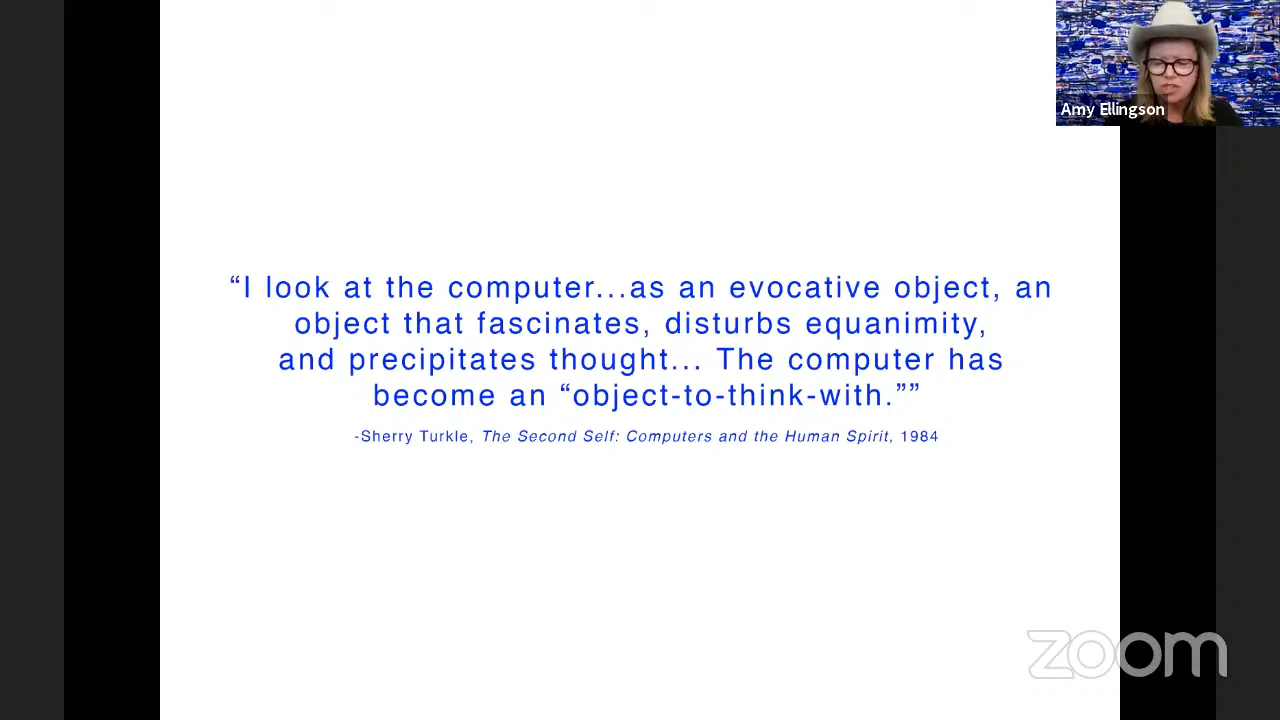 Amy Ellingson
“I look at the computer...as an evocative object, an
object that fascinates, disturbs equanimity,
and precipitates thought... The computer has
become an “object-to-think-with.””
-Sherry Turkle, The Second Self: Computers and the Human Spirit, 1984
zoom